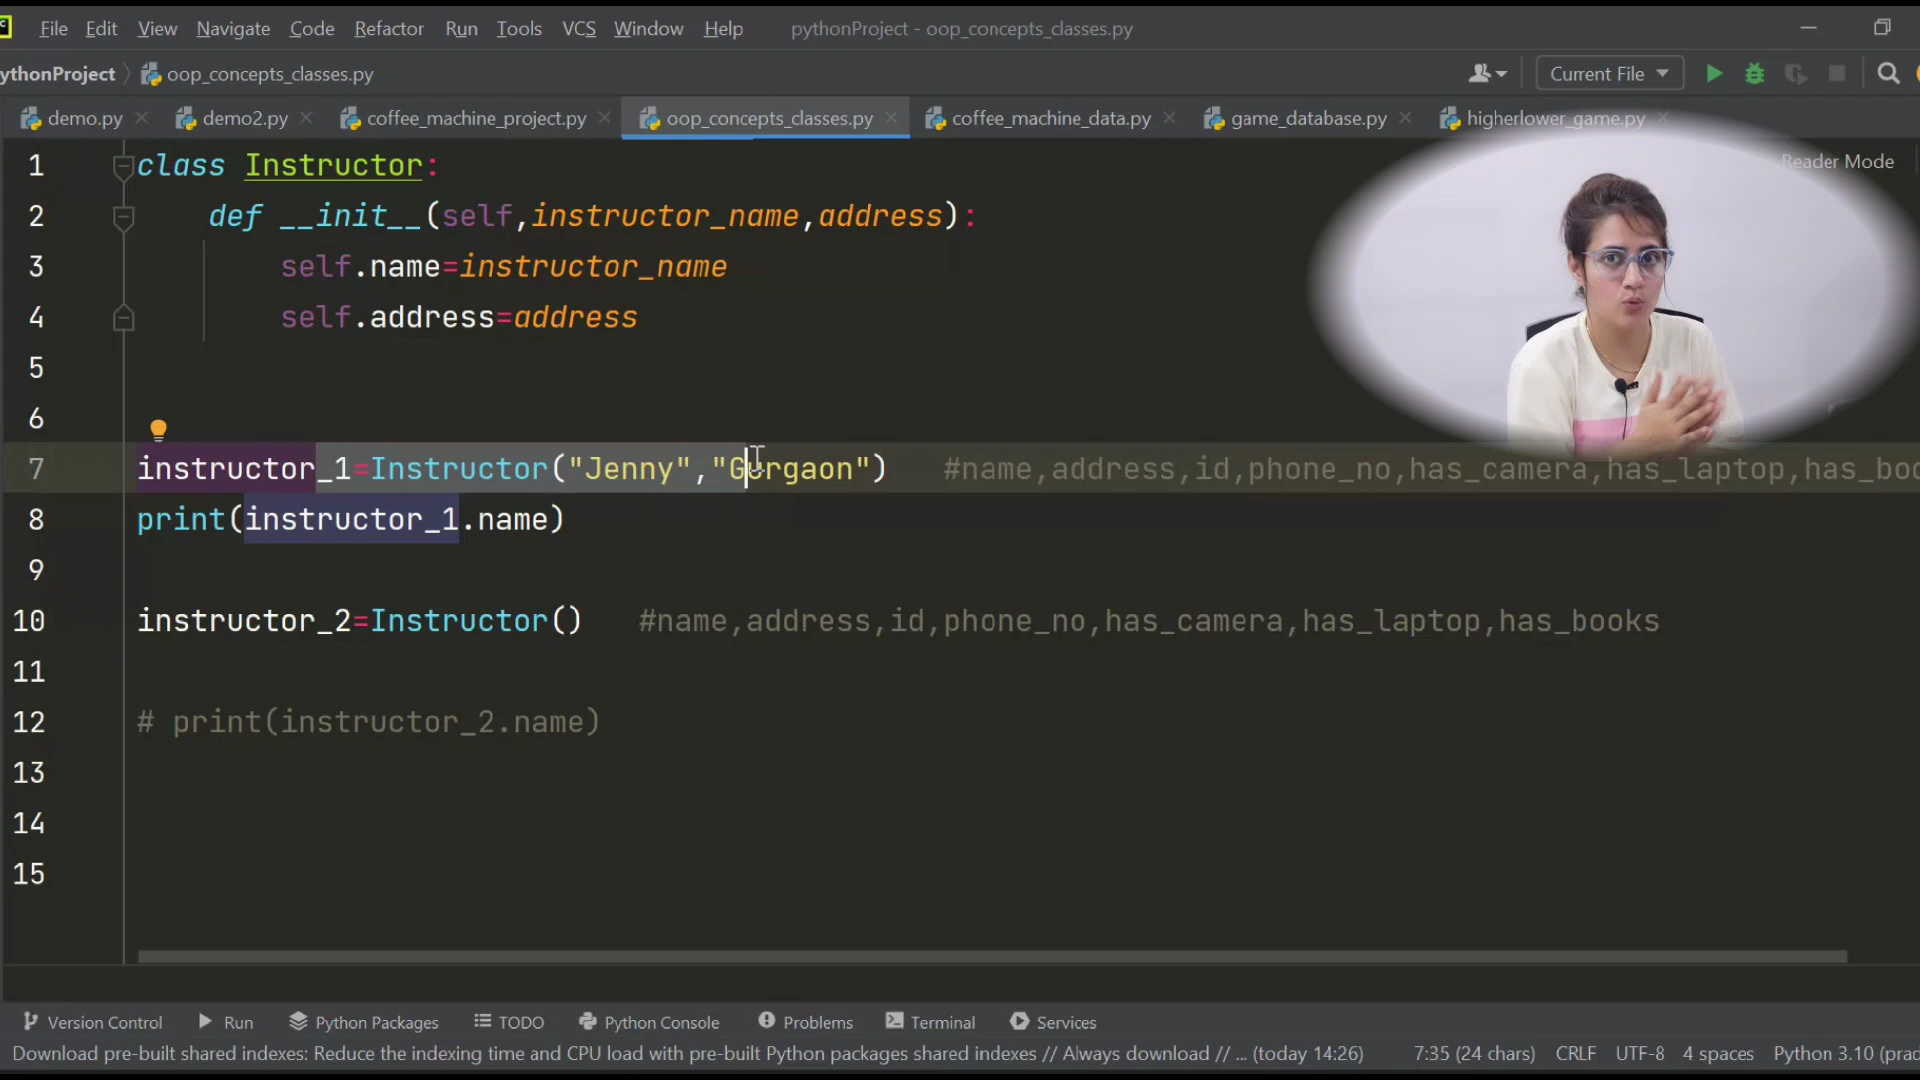 File Edit View Navigate Code Refactor Run Tools VCS Window Help pythonProject - oop_concepts_classes.py
ythonProject oop_concepts_classes.py Current File
demo.py demo2.py coffee_machine_project.py oop_concepts_classes.py coffee_machine_data.py game_database.py higherlower_game.py
Reader Mode
1 class Instructor:
2 def __init__(self,instructor_name,address):
3 self.name=instructor_name
4 self.address=address
5
6
7 instructor_1=Instructor("Jenny","Gurgaon") #name,address,id,phone_no,has_camera,has_laptop,has_boo
8 print(instructor_1.name)
9
10 instructor_2=Instructor() #name,address,id,phone_no,has_camera,has_laptop,has_books
11
12 # print(instructor_2.name)
13
14
15
Version Control Run Python Packages TODO Python Console Problems Terminal Services
Download pre-built shared indexes: Reduce the indexing time and CPU load with pre-built Python packages shared indexes // Always download // ... (today 14:26) 7:35 (24 chars) CRLF UTF-8 4 spaces Python 3.10 (prad